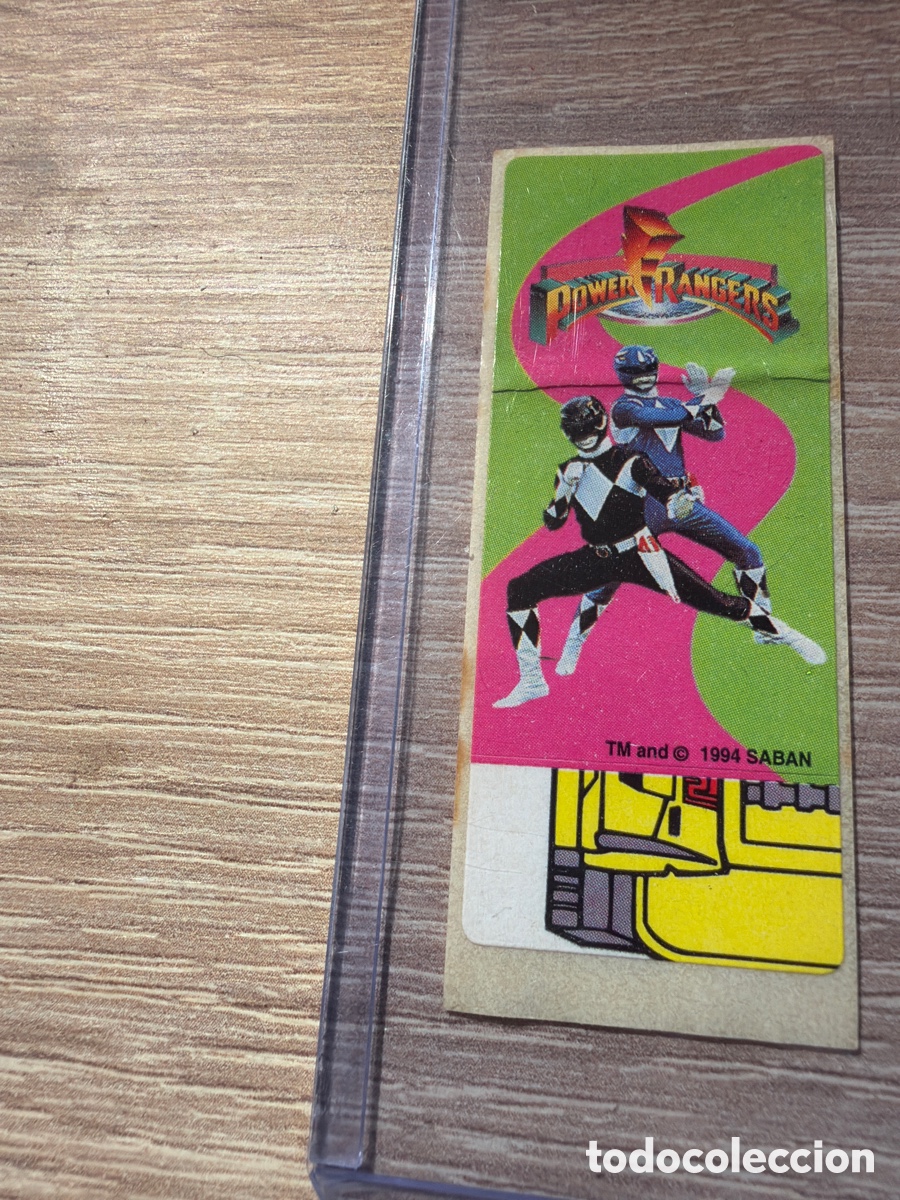 POWER RANGERS
TM and © 1994 SABAN
todocoleccion